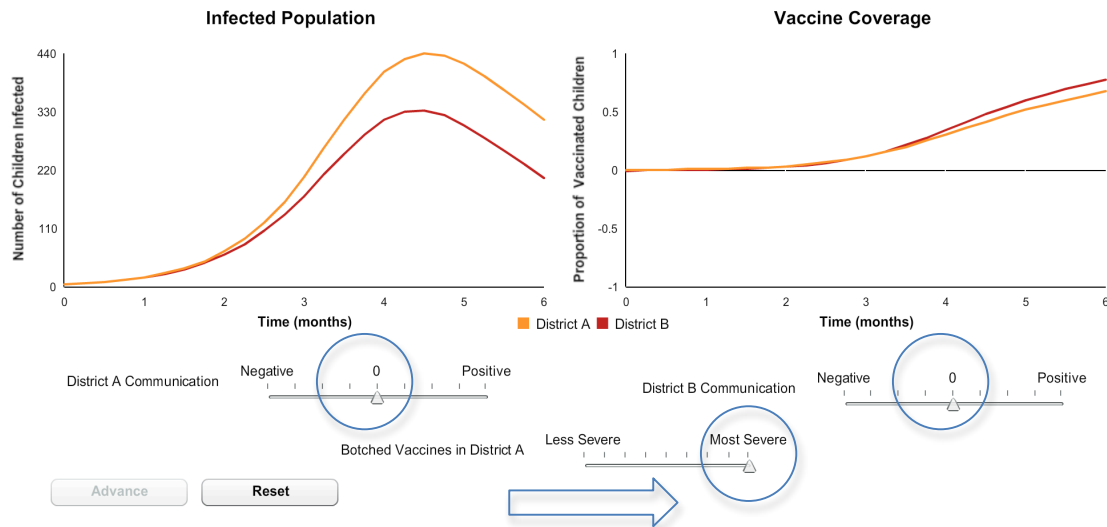 Infected Population
Number of Children Infected
440
330
220
110
0
0 1 2 3 4 5 6
Time (months)
Vaccine Coverage
Proportion of Vaccinated Children
1
0.5
0
-0.5
-1
0 1 2 3 4 5 6
Time (months)
District A District B
District A Communication
Negative 0 Positive
District B Communication
Negative 0 Positive
Botched Vaccines in District A
Less Severe Most Severe
Advance Reset